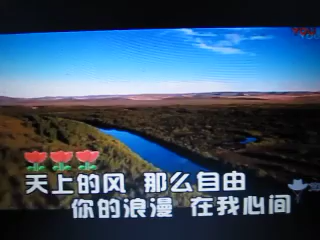 天上的风 那么自由
你的浪漫 在我心间